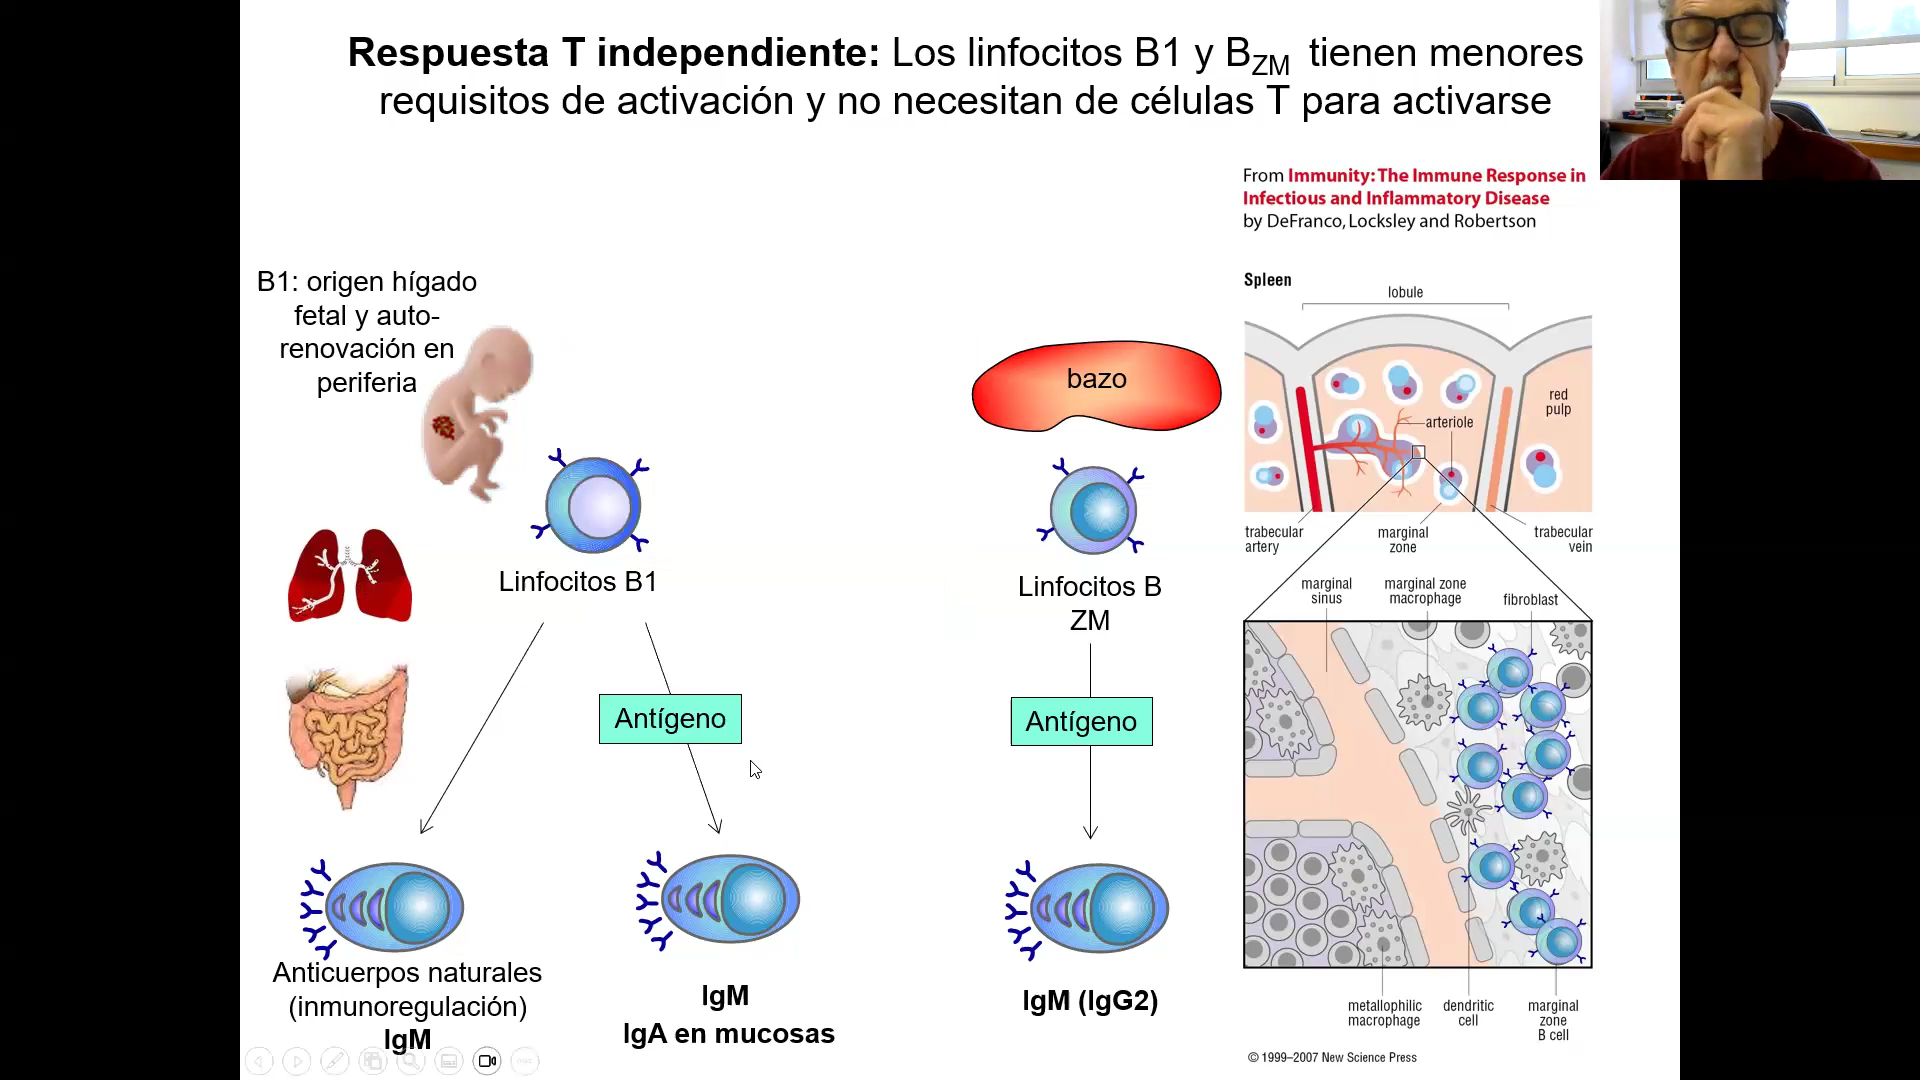 Respuesta T independiente: Los linfocitos B1 y BZM tienen menores
requisitos de activación y no necesitan de células T para activarse
From Immunity: The Immune Response in
Infectious and Inflammatory Disease
by DeFranco, Locksley and Robertson
B1: origen hígado
fetal y auto-
renovación en
periferia
Linfocitos B1
Antígeno
Anticuerpos naturales
(inmunoregulación)
IgM
IgM
IgA en mucosas
bazo
Linfocitos B
ZM
Antígeno
IgM (IgG2)
Spleen
lobule
red
pulp
arteriole
trabecular
artery
marginal
zone
trabecular
vein
marginal
sinus
marginal zone
macrophage
fibroblast
metallophilic
macrophage
dendritic
cell
marginal
zone
B cell
© 1999–2007 New Science Press